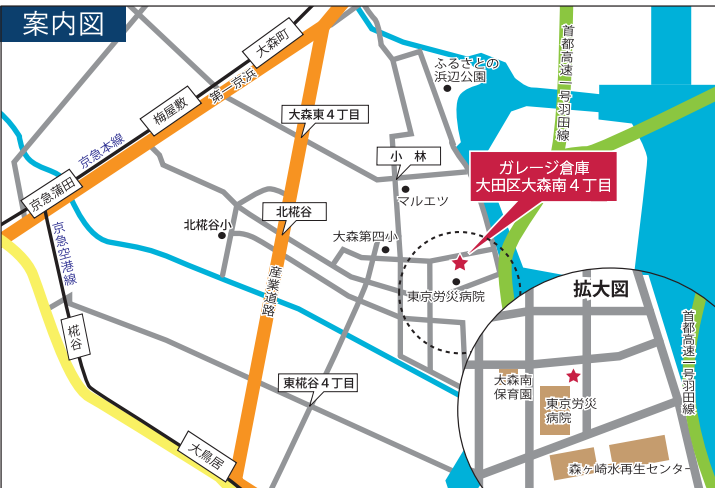 案内図
大森町
第一京浜
梅屋敷
京急本線
京急蒲田
京急空港線
糀谷
大鳥居
大森東4丁目
小林
マルエツ
ふるさとの
浜辺公園
首都高速一号羽田線
ガレージ倉庫
大田区大森南4丁目
北糀谷
北糀谷小
大森第四小
産業道路
東京労災病院
東糀谷4丁目
拡大図
首都高速一号羽田線
大森南
保育園
東京労災
病院
森ヶ崎水再生センター